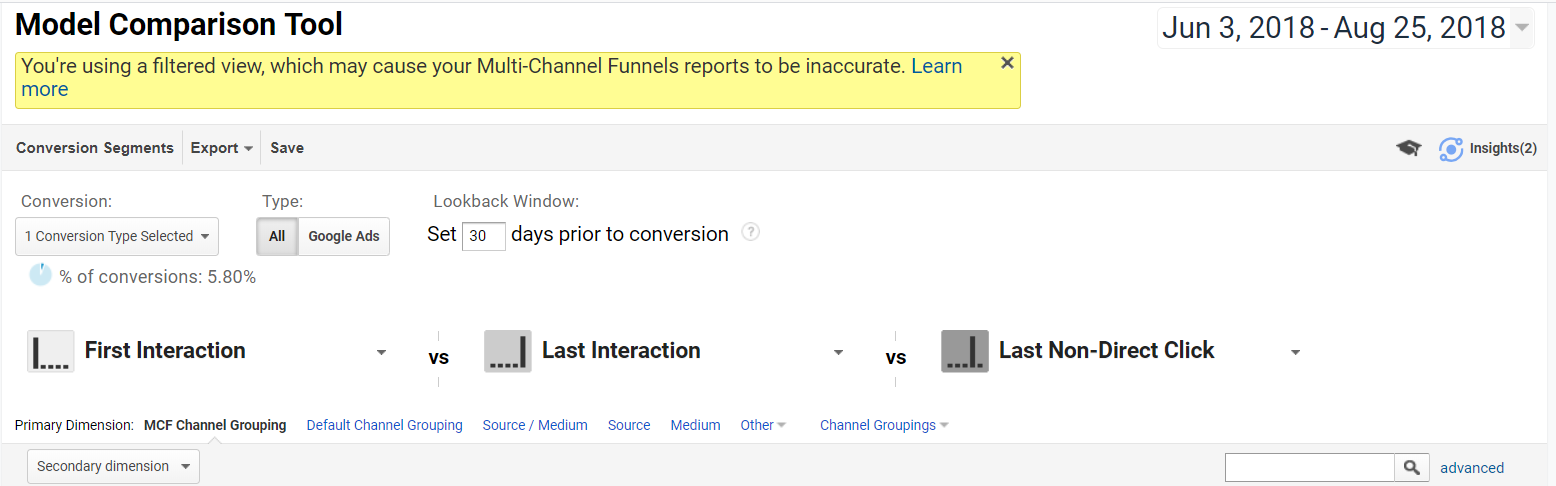 Model Comparison Tool
Jun 3, 2018 - Aug 25, 2018
You're using a filtered view, which may cause your Multi-Channel Funnels reports to be inaccurate. Learn
more
Conversion Segments Export Save
Insights(2)
Conversion: Type: Lookback Window:
1 Conversion Type Selected All Google Ads Set 30 days prior to conversion ?
% of conversions: 5.80%
First Interaction vs Last Interaction vs Last Non-Direct Click
Primary Dimension: MCF Channel Grouping Default Channel Grouping Source / Medium Source Medium Other Channel Groupings
Secondary dimension advanced